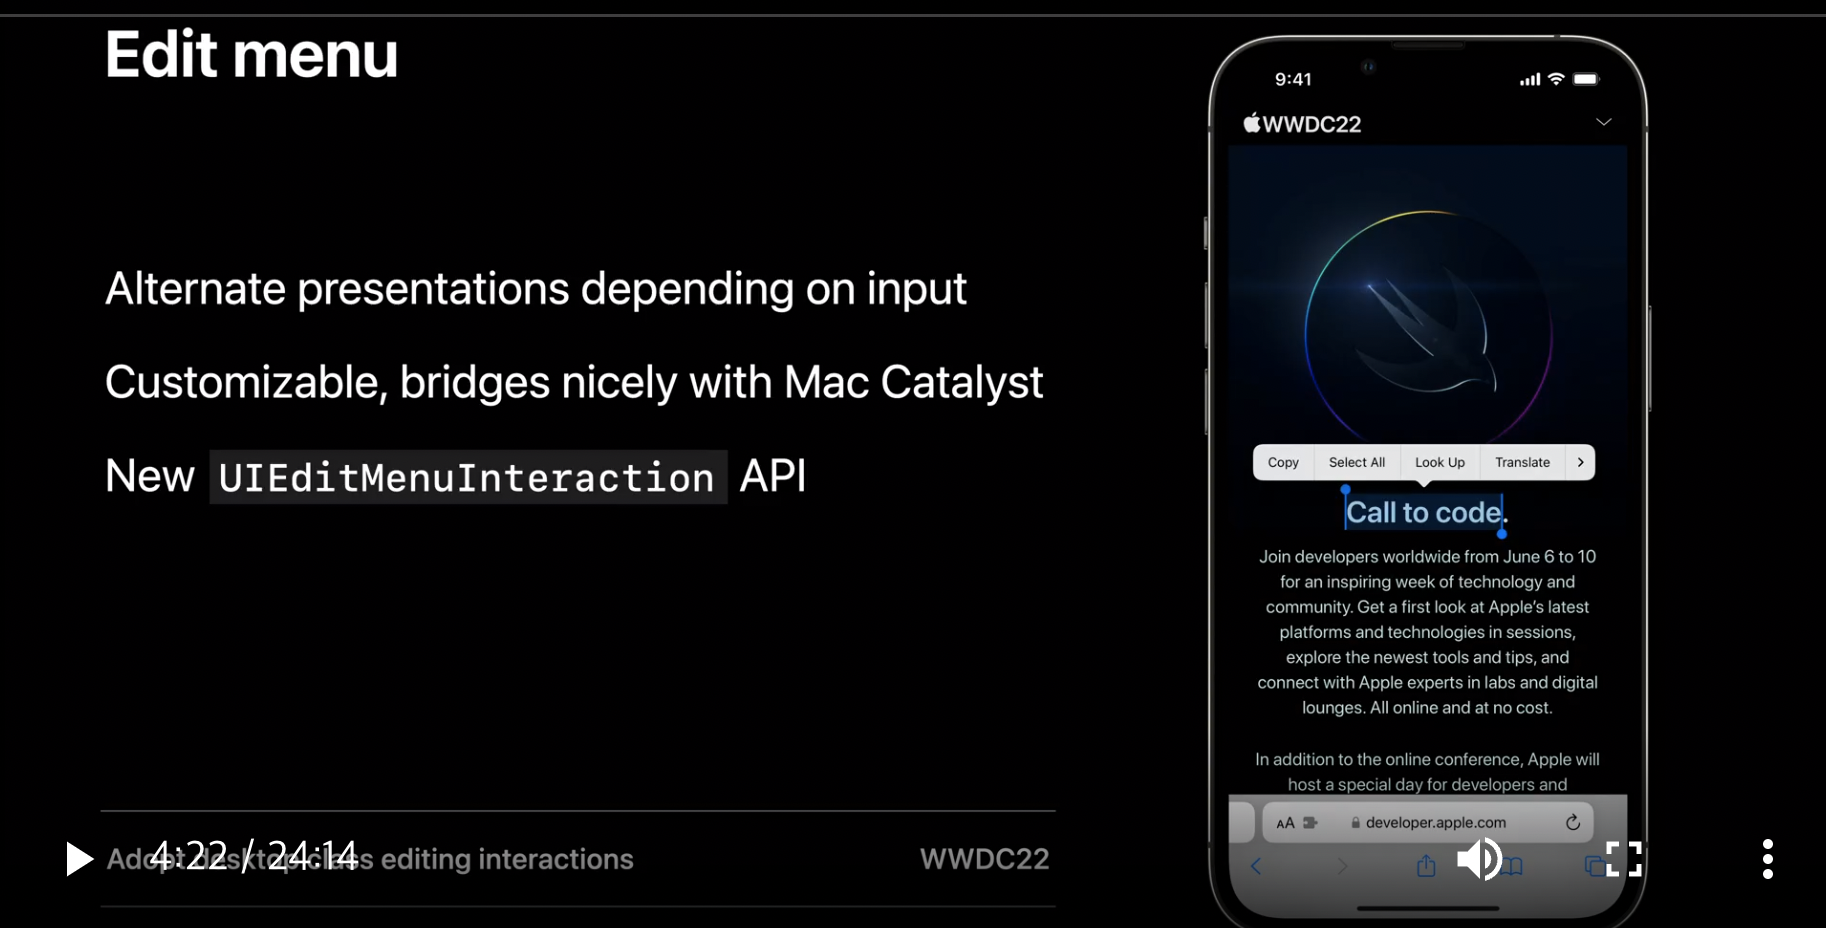 Edit menu
Alternate presentations depending on input
Customizable, bridges nicely with Mac Catalyst
New UIEditMenuInteraction API
9:41
WWDC22
Copy Select All Look Up Translate
Call to code.
Join developers worldwide from June 6 to 10
for an inspiring week of technology and
community. Get a first look at Apple's latest
platforms and technologies in sessions,
explore the newest tools and tips, and
connect with Apple experts in labs and digital
lounges. All online and at no cost.
In addition to the online conference, Apple will
host a special day for developers and
AA developer.apple.com
4:22 / 24:14
Adopt desktop-class editing interactions WWDC22